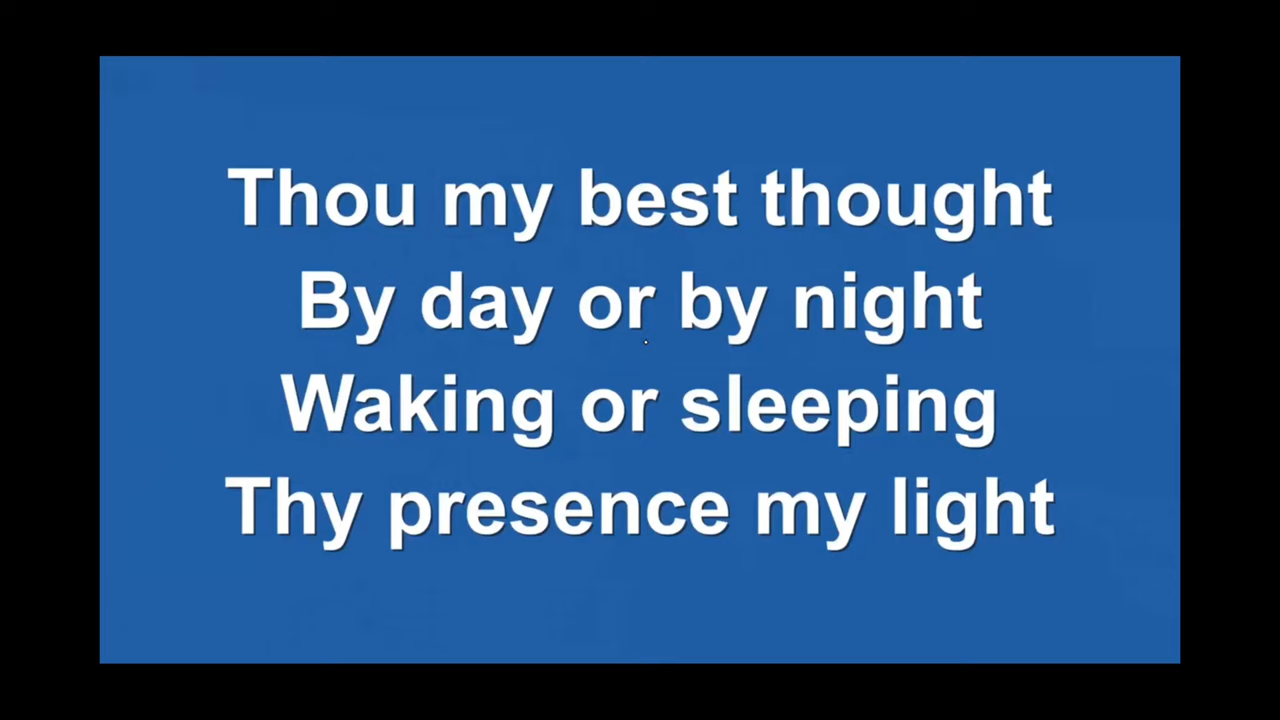 Thou my best thought
By day or by night
Waking or sleeping
Thy presence my light